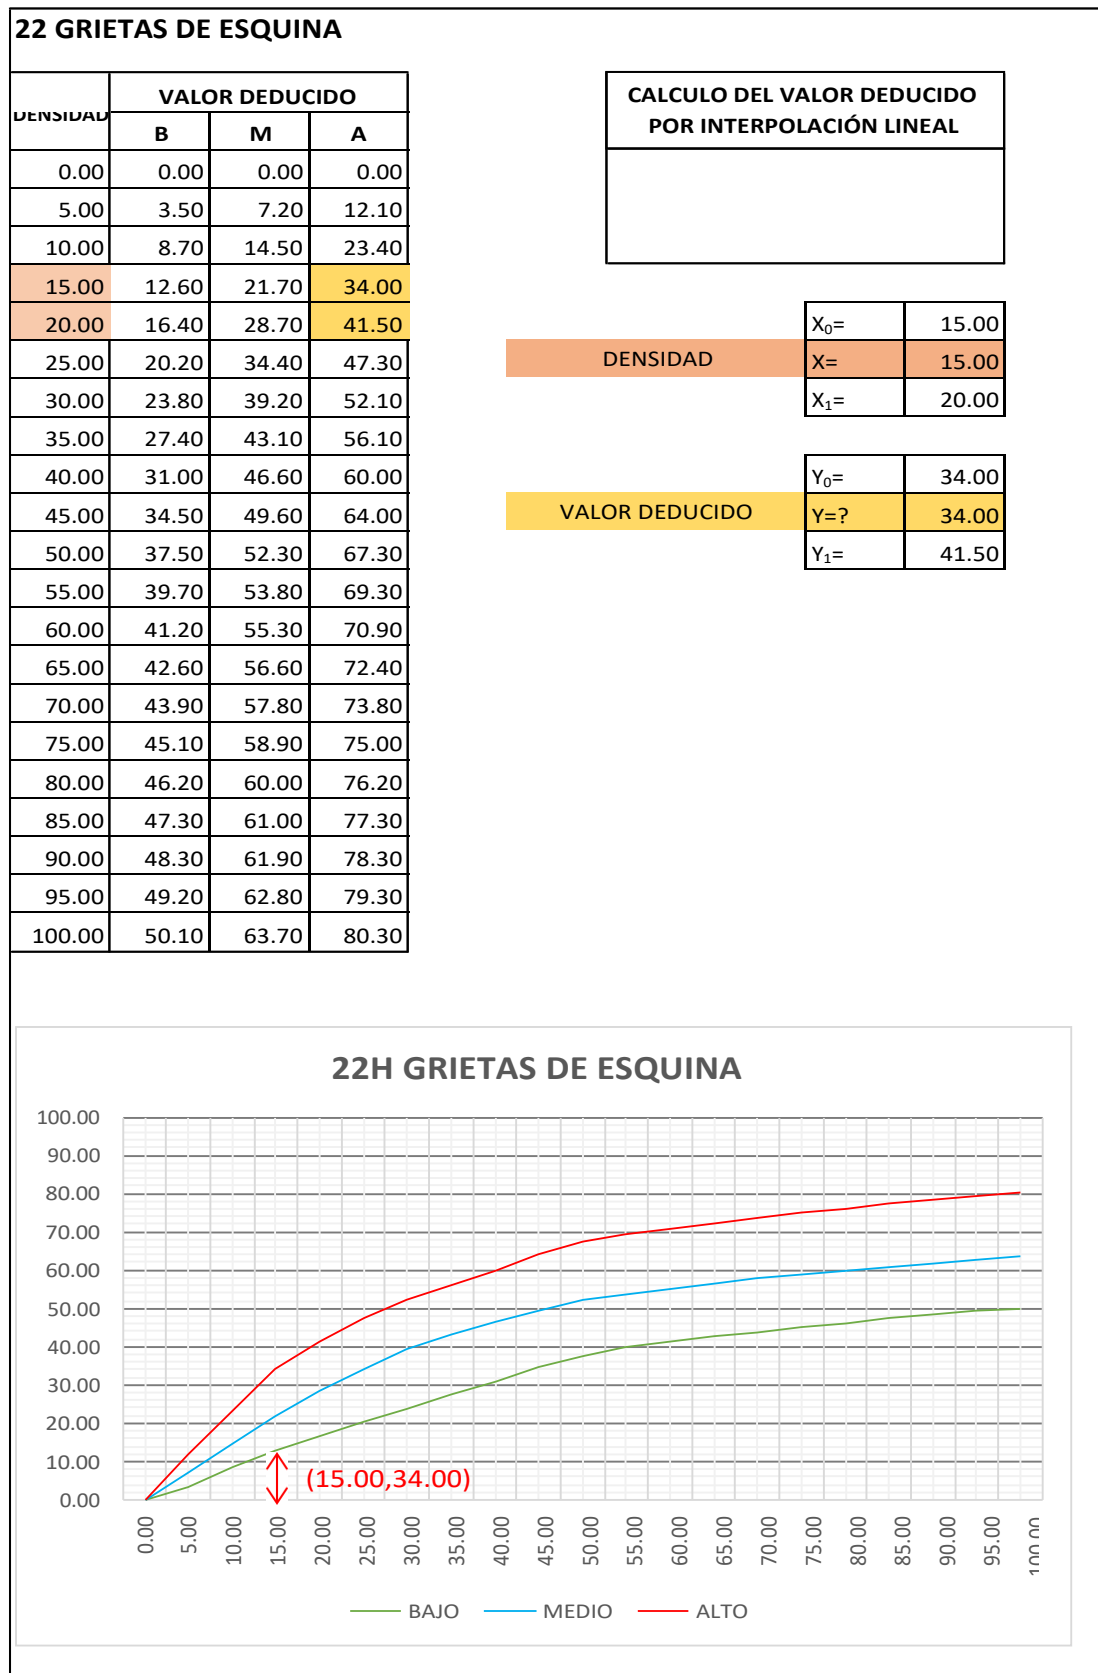 22 GRIETAS DE ESQUINA
DENSIDAD VALOR DEDUCIDO
B M A
0.00 0.00 0.00 0.00
5.00 3.50 7.20 12.10
10.00 8.70 14.50 23.40
15.00 12.60 21.70 34.00
20.00 16.40 28.70 41.50
25.00 20.20 34.40 47.30
30.00 23.80 39.20 52.10
35.00 27.40 43.10 56.10
40.00 31.00 46.60 60.00
45.00 34.50 49.60 64.00
50.00 37.50 52.30 67.30
55.00 39.70 53.80 69.30
60.00 41.20 55.30 70.90
65.00 42.60 56.60 72.40
70.00 43.90 57.80 73.80
75.00 45.10 58.90 75.00
80.00 46.20 60.00 76.20
85.00 47.30 61.00 77.30
90.00 48.30 61.90 78.30
95.00 49.20 62.80 79.30
100.00 50.10 63.70 80.30
CALCULO DEL VALOR DEDUCIDO
POR INTERPOLACIÓN LINEAL
X₀= 15.00
DENSIDAD X= 15.00
X₁= 20.00
Y₀= 34.00
VALOR DEDUCIDO Y=? 34.00
Y₁= 41.50
22H GRIETAS DE ESQUINA
100.00
90.00
80.00
70.00
60.00
50.00
40.00
30.00
20.00
10.00
0.00
(15.00,34.00)
0.00 5.00 10.00 15.00 20.00 25.00 30.00 35.00 40.00 45.00 50.00 55.00 60.00 65.00 70.00 75.00 80.00 85.00 90.00 95.00 100.00
BAJO MEDIO ALTO